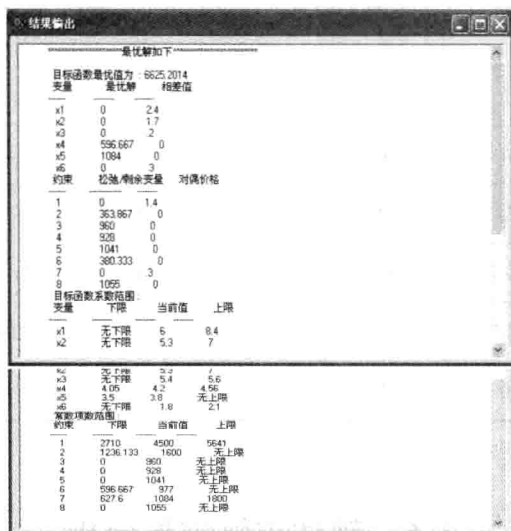 结果输出
**********************最优解如下*************************
目标函数最优值为 : 6625.2014
变量 最优解 相差值
x1 0 2.4
x2 0 1.7
x3 0 .2
x4 596.667 0
x5 1084 0
x6 0 .3
约束 松弛/剩余变量 对偶价格
1 0 1.4
2 363.867 0
3 960 0
4 928 0
5 1041 0
6 380.333 0
7 0 .3
8 1055 0
目标函数系数范围 :
变量 下限 当前值 上限
x1 无下限 6 8.4
x2 无下限 5.3 7
x2 无下限 5.3 7
x3 无下限 5.4 5.6
x4 4.05 4.2 4.56
x5 3.5 3.8 无上限
x6 无下限 1.8 2.1
常数项数范围 :
约束 下限 当前值 上限
1 2710 4500 5641
2 1236.133 1600 无上限
3 0 960 无上限
4 0 928 无上限
5 0 1041 无上限
6 596.667 977 无上限
7 627.6 1084 1800
8 0 1055 无上限